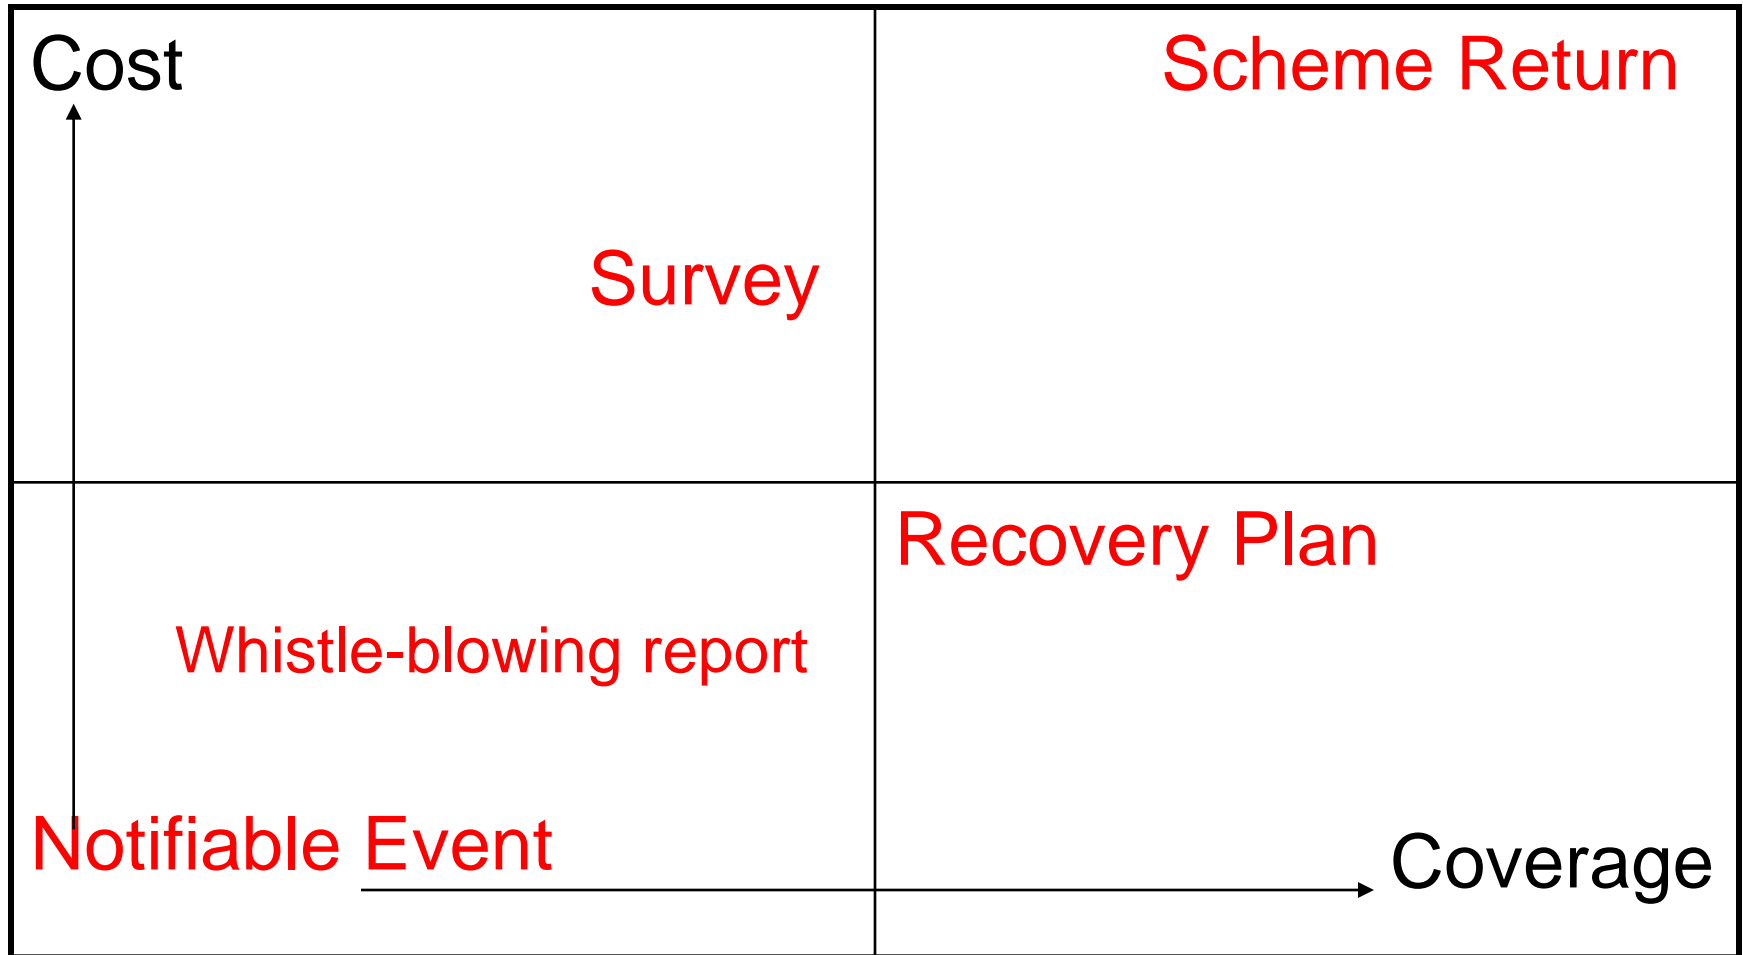 Cost
Scheme Return
Survey
Recovery Plan
Whistle-blowing report
Notifiable Event
Coverage